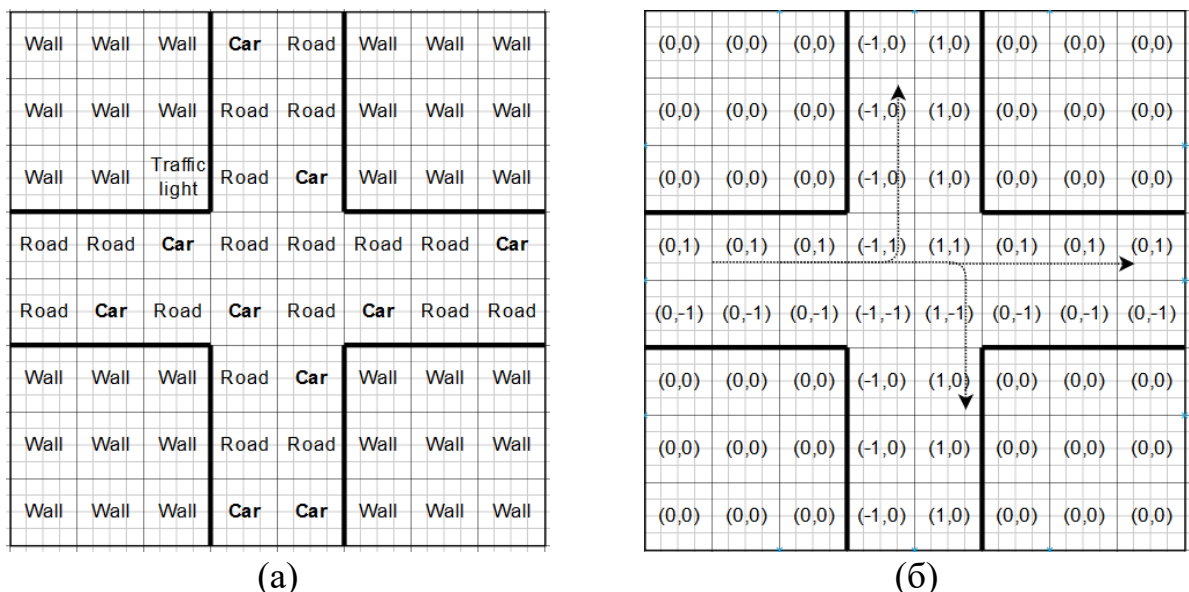 Wall Wall Wall Car Road Wall Wall Wall
Wall Wall Wall Road Road Wall Wall Wall
Wall Wall Traffic light Road Car Wall Wall Wall
Road Road Car Road Road Road Road Car
Road Car Road Car Road Car Road Road
Wall Wall Wall Road Car Wall Wall Wall
Wall Wall Wall Road Road Wall Wall Wall
Wall Wall Wall Car Car Wall Wall Wall
(а)
(0,0) (0,0) (0,0) (-1,0) (1,0) (0,0) (0,0) (0,0)
(0,0) (0,0) (0,0) (-1,0) (1,0) (0,0) (0,0) (0,0)
(0,0) (0,0) (0,0) (-1,0) (1,0) (0,0) (0,0) (0,0)
(0,1) (0,1) (0,1) (-1,1) (1,1) (0,1) (0,1) (0,1)
(0,-1) (0,-1) (0,-1) (-1,-1) (1,-1) (0,-1) (0,-1) (0,-1)
(0,0) (0,0) (0,0) (-1,0) (1,0) (0,0) (0,0) (0,0)
(0,0) (0,0) (0,0) (-1,0) (1,0) (0,0) (0,0) (0,0)
(0,0) (0,0) (0,0) (-1,0) (1,0) (0,0) (0,0) (0,0)
(б)